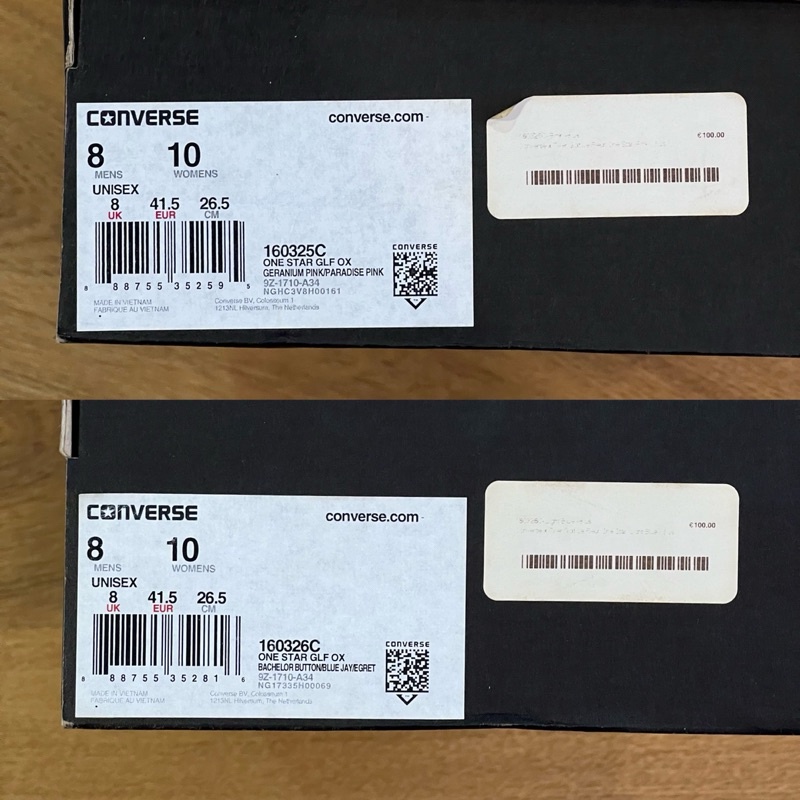 CONVERSE
converse.com
8 10
MENS WOMENS
UNISEX
8 41.5 26.5
UK EUR CM
8 88755 35259 5
160325C
ONE STAR GLF OX
GERANIUM PINK/PARADISE PINK
9Z-1710-A34
NGHC3V8H00161
CONVERSE
MADE IN VIETNAM
FABRIQUE AU VIETNAM
Converse BV, Colosseum 1
1213NL Hilversum, The Netherlands
€100.00
CONVERSE
converse.com
8 10
MENS WOMENS
UNISEX
8 41.5 26.5
UK EUR CM
8 88755 35281 6
160326C
ONE STAR GLF OX
BACHELOR BUTTON/BLUE JAY/EGRET
9Z-1710-A34
NG17335H00069
CONVERSE
MADE IN VIETNAM
FABRIQUE AU VIETNAM
Converse BV, Colosseum 1
1213NL Hilversum, The Netherlands
€100.00